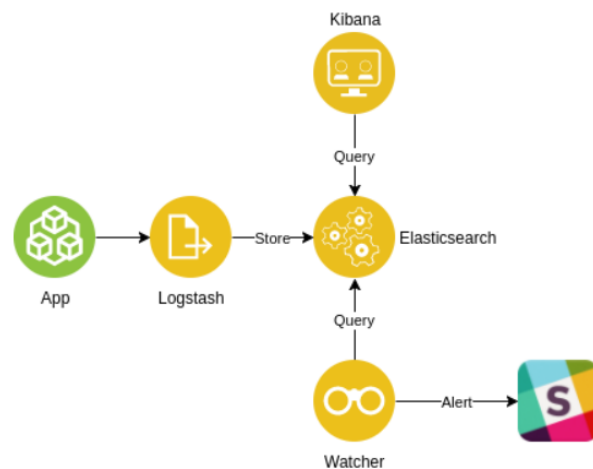 Kibana
Query
Store
Elasticsearch
App
Logstash
Query
Alert
S
Watcher